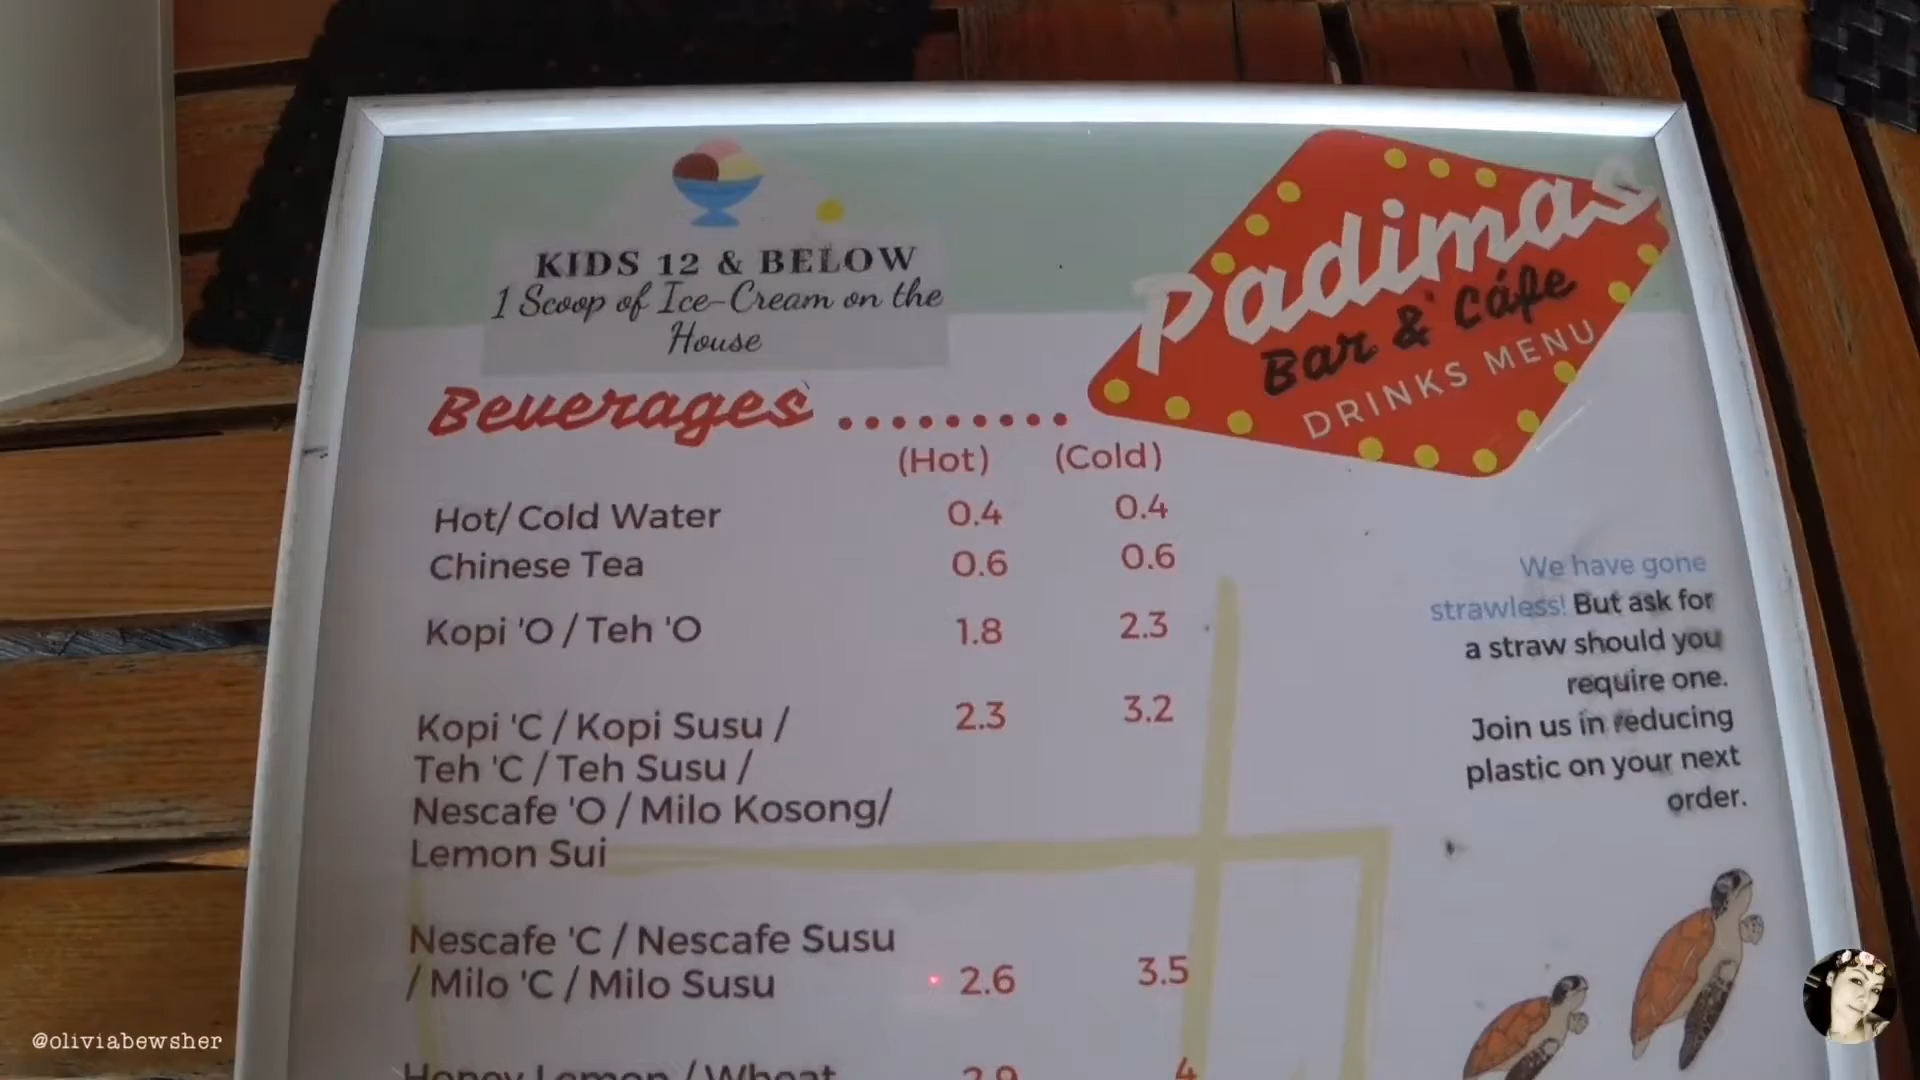 KIDS 12 & BELOW
1 Scoop of Ice-Cream on the
House
Padimas
Bar & Cáfe
DRINKS MENU
Beverages .........
(Hot) (Cold)
Hot/ Cold Water 0.4 0.4
Chinese Tea 0.6 0.6
Kopi 'O / Teh 'O 1.8 2.3
Kopi 'C / Kopi Susu / 2.3 3.2
Teh 'C / Teh Susu /
Nescafe 'O / Milo Kosong/
Lemon Sui
Nescafe 'C / Nescafe Susu
/ Milo 'C / Milo Susu 2.6 3.5
Honey Lemon / Wheat 2.9 4
We have gone
strawless! But ask for
a straw should you
require one.
Join us in reducing
plastic on your next
order.
@oliviabewsher